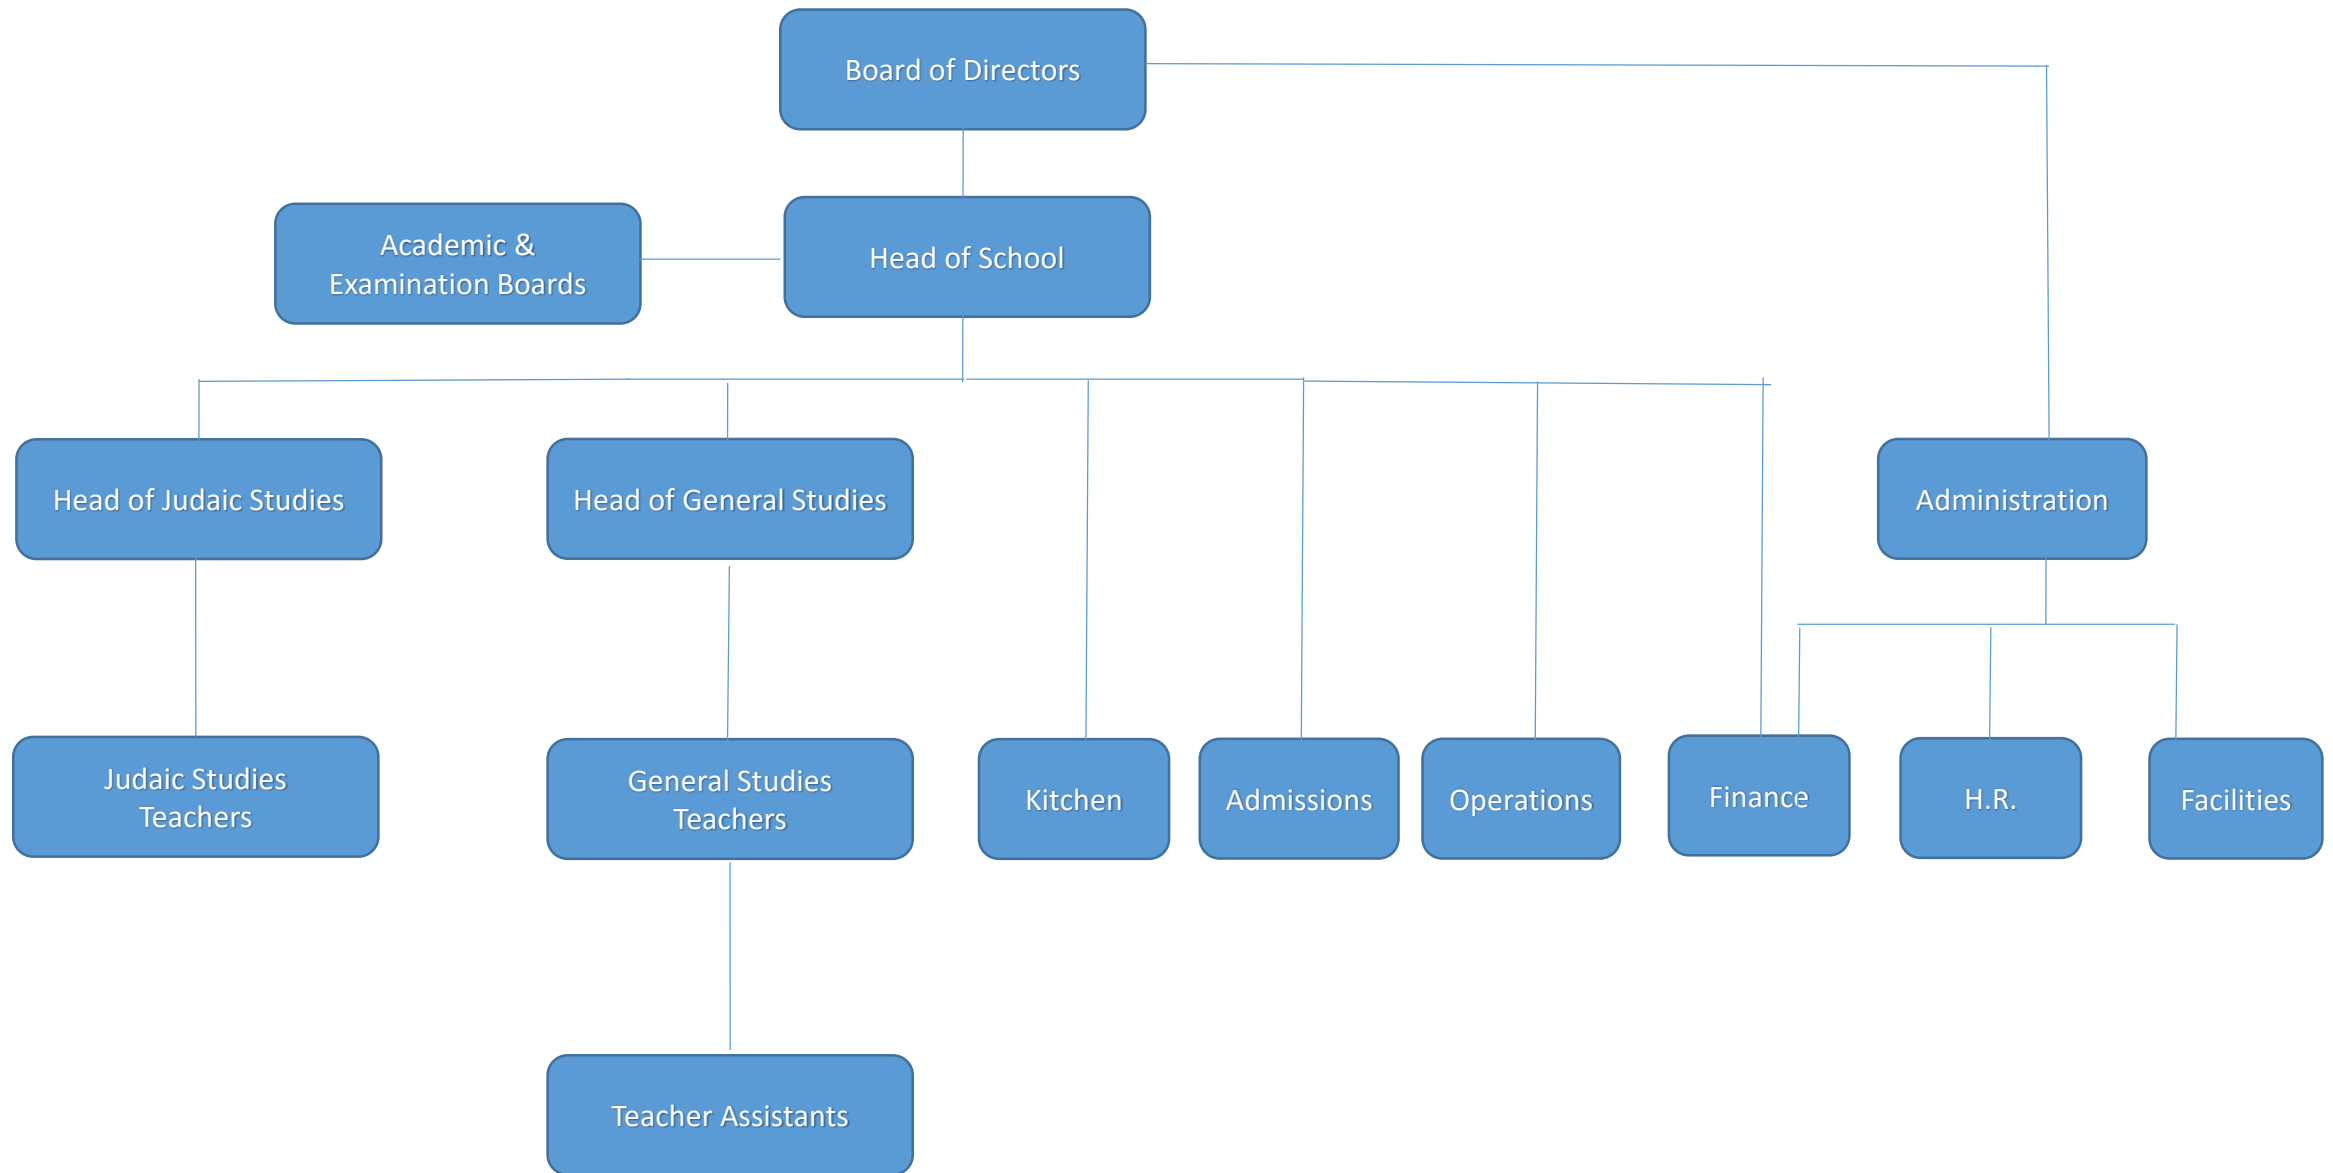 Board of Directors
Academic &
Examination Boards
Head of School
Head of Judaic Studies
Head of General Studies
Administration
Judaic Studies
Teachers
General Studies
Teachers
Kitchen
Admissions
Operations
Finance
H.R.
Facilities
Teacher Assistants